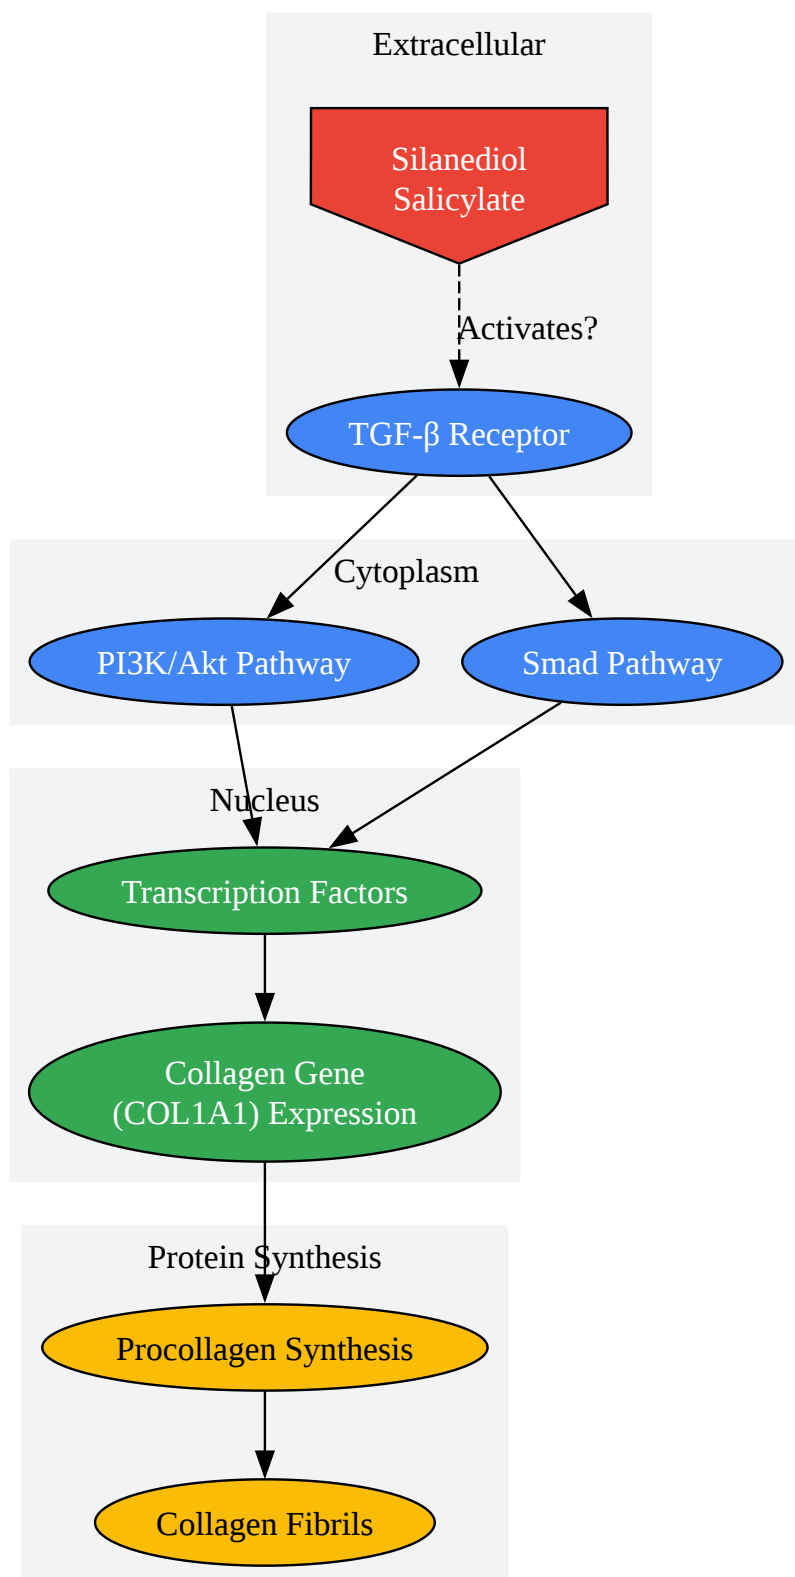 Extracellular
Silanediol
Salicylate
Activates?
TGF-β Receptor
Cytoplasm
PI3K/Akt Pathway
Smad Pathway
Nucleus
Transcription Factors
Collagen Gene
(COL1A1) Expression
Protein Synthesis
Procollagen Synthesis
Collagen Fibrils